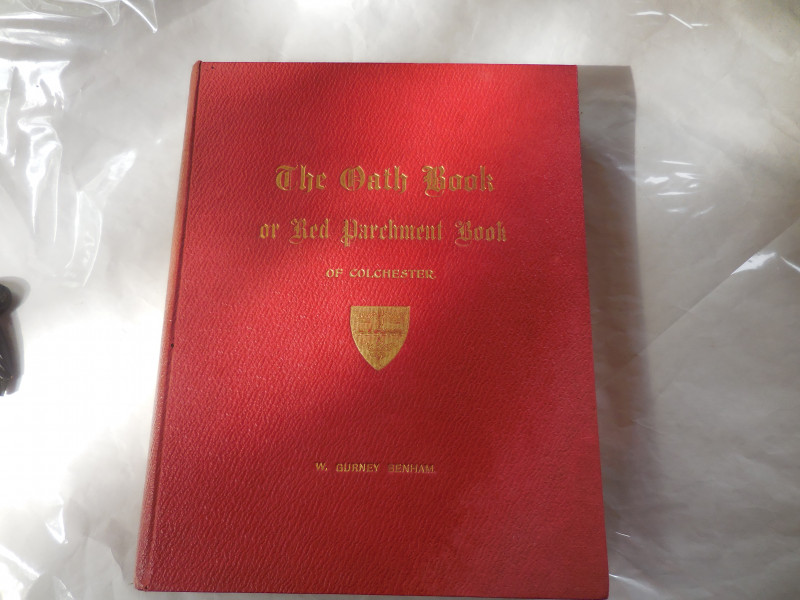 The Oath Book
or Red Parchment Book
OF COLCHESTER.
W. GURNEY BENHAM.